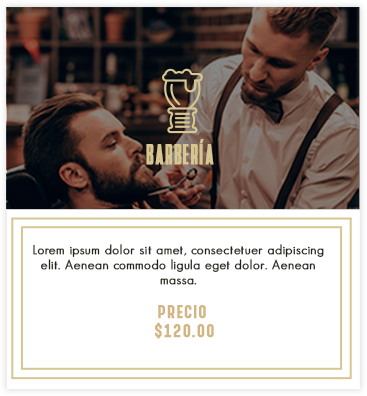 BARBERÍA
Lorem ipsum dolor sit amet, consectetuer adipiscing
elit. Aenean commodo ligula eget dolor. Aenean
massa.
PRECIO
$120.00